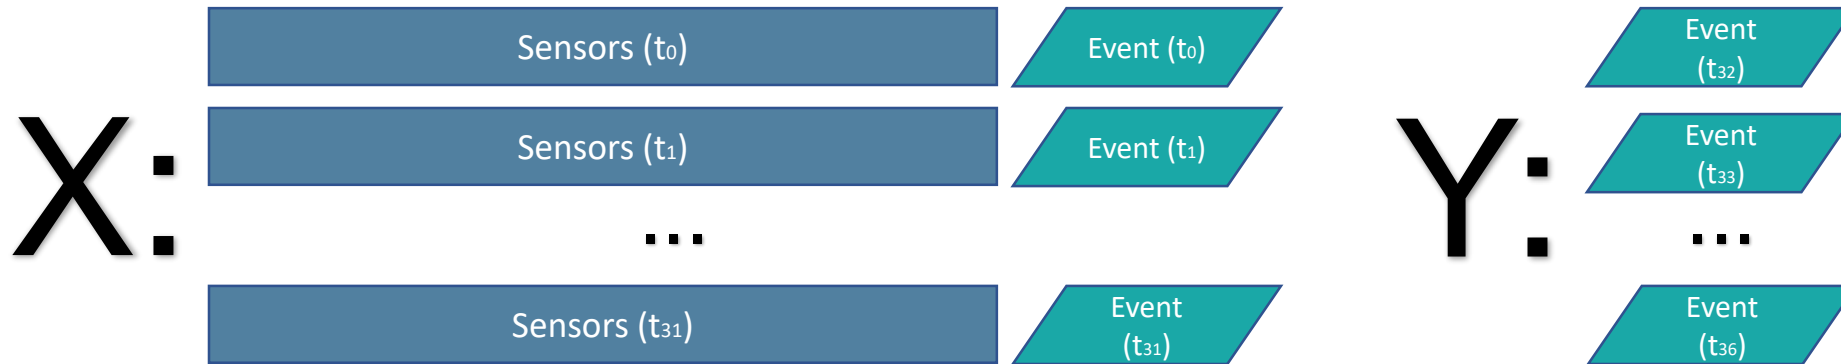 X:
Sensors (t0)
Event (t0)
Sensors (t1)
Event (t1)
...
Sensors (t31)
Event
(t31)
Y:
Event
(t32)
Event
(t33)
...
Event
(t36)